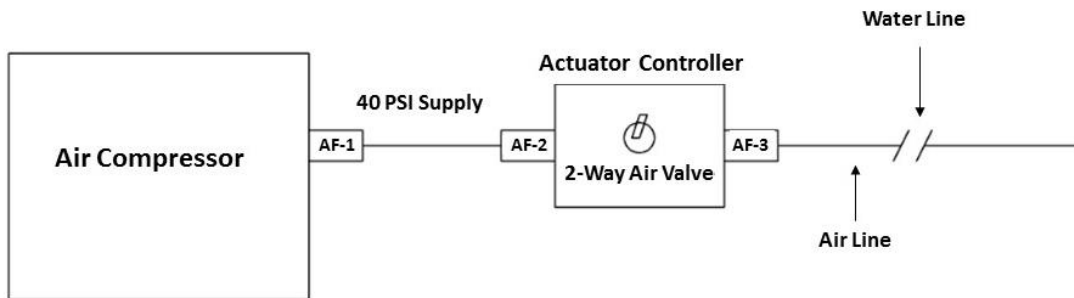 Water Line
Actuator Controller
40 PSI Supply
Air Compressor
AF-1
AF-2
2-Way Air Valve
AF-3
Air Line